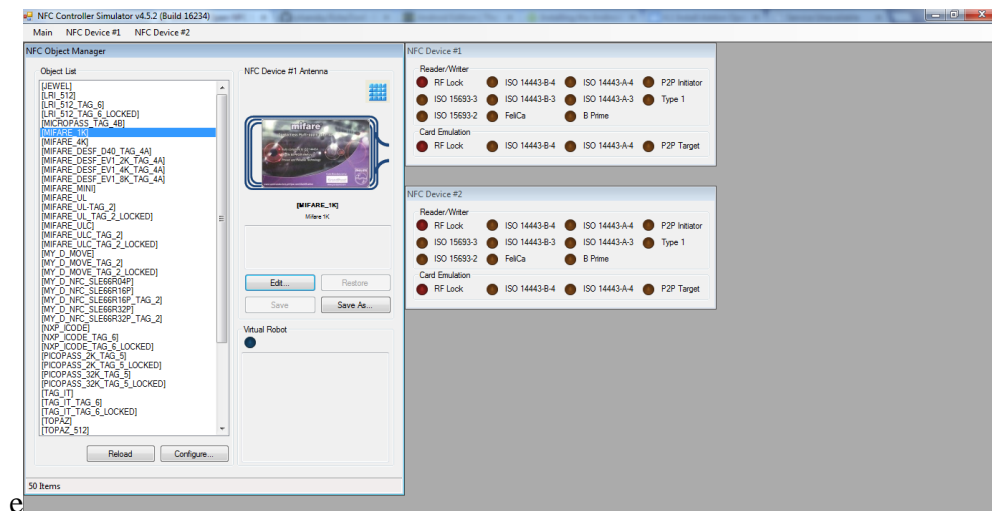 NFC Controller Simulator v4.5.2 (Build 16234)
Main NFC Device #1 NFC Device #2
NFC Object Manager
Object List
[JEWEL]
[LRI_512]
[LRI_512_TAG_6]
[LRI_512_TAG_6_LOCKED]
[MICROPASS_TAG_4B]
[MIFARE_1K]
[MIFARE_4K]
[MIFARE_DESF_D40_TAG_4A]
[MIFARE_DESF_EV1_2K_TAG_4A]
[MIFARE_DESF_EV1_4K_TAG_4A]
[MIFARE_DESF_EV1_8K_TAG_4A]
[MIFARE_MINI]
[MIFARE_UL]
[MIFARE_UL-TAG_2]
[MIFARE_UL_TAG_2_LOCKED]
[MIFARE_ULC]
[MIFARE_ULC_TAG_2]
[MIFARE_ULC_TAG_2_LOCKED]
[MY_D_MOVE]
[MY_D_MOVE_TAG_2]
[MY_D_MOVE_TAG_2_LOCKED]
[MY_D_NFC_SLE66R04P]
[MY_D_NFC_SLE66R16P]
[MY_D_NFC_SLE66R16P_TAG_2]
[MY_D_NFC_SLE66R32P]
[MY_D_NFC_SLE66R32P_TAG_2]
[NXP_ICODE]
[NXP_ICODE_TAG_6]
[NXP_ICODE_TAG_6_LOCKED]
[PICOPASS_2K_TAG_5]
[PICOPASS_2K_TAG_5_LOCKED]
[PICOPASS_32K_TAG_5]
[PICOPASS_32K_TAG_5_LOCKED]
[TAG_IT]
[TAG_IT_TAG_6]
[TAG_IT_TAG_6_LOCKED]
[TOPAZ]
[TOPAZ_512]
Reload Configure...
50 Items
NFC Device #1 Antenna
mifare
[MIFARE_1K]
Mifare 1K
Edit... Restore
Save Save As...
Virtual Robot
NFC Device #1
Reader/Writer
RF Lock ISO 14443-B-4 ISO 14443-A-4 P2P Initiator
ISO 15693-3 ISO 14443-B-3 ISO 14443-A-3 Type 1
ISO 15693-2 FeliCa B Prime
Card Emulation
RF Lock ISO 14443-B-4 ISO 14443-A-4 P2P Target
NFC Device #2
Reader/Writer
RF Lock ISO 14443-B-4 ISO 14443-A-4 P2P Initiator
ISO 15693-3 ISO 14443-B-3 ISO 14443-A-3 Type 1
ISO 15693-2 FeliCa B Prime
Card Emulation
RF Lock ISO 14443-B-4 ISO 14443-A-4 P2P Target
e